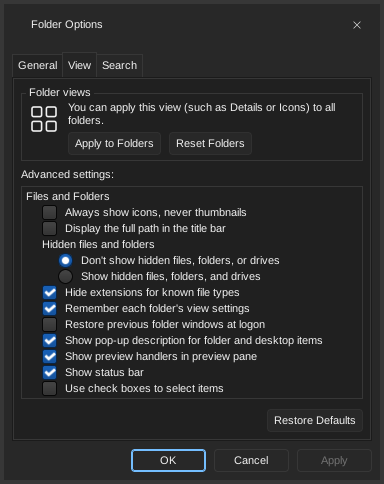 Folder Options
General View Search
Folder views
You can apply this view (such as Details or Icons) to all
folders.
Apply to Folders Reset Folders
Advanced settings:
Files and Folders
Always show icons, never thumbnails
Display the full path in the title bar
Hidden files and folders
Don't show hidden files, folders, or drives
Show hidden files, folders, and drives
Hide extensions for known file types
Remember each folder's view settings
Restore previous folder windows at logon
Show pop-up description for folder and desktop items
Show preview handlers in preview pane
Show status bar
Use check boxes to select items
Restore Defaults
OK Cancel Apply